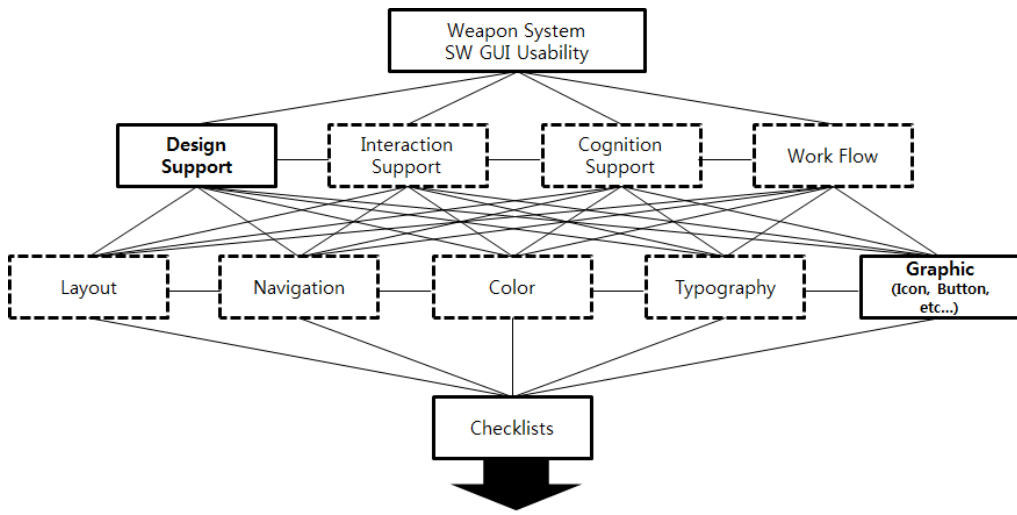 Weapon System
SW GUI Usability
Design
Support
Interaction
Support
Cognition
Support
Work Flow
Layout
Navigation
Color
Typography
Graphic
(Icon, Button,
etc...)
Checklists